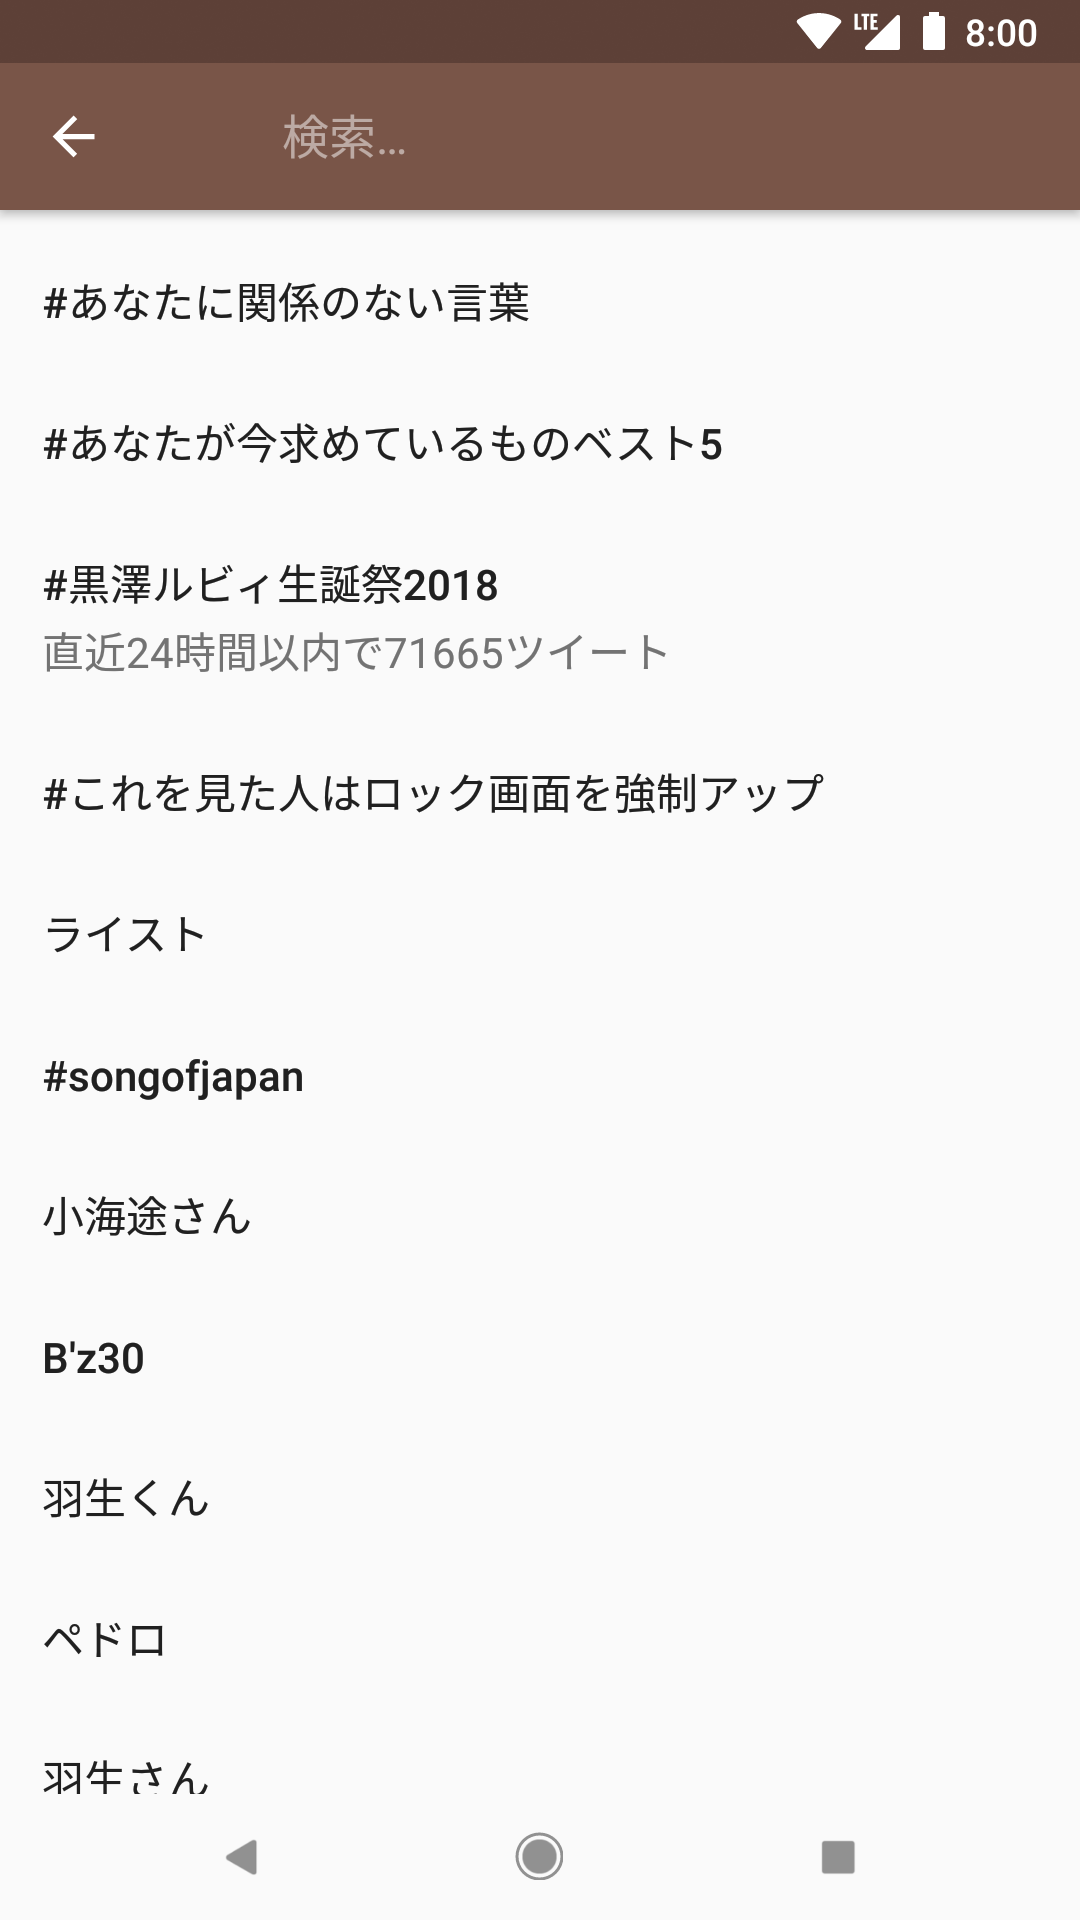 LTE 8:00
検索...
#あなたに関係のない言葉
#あなたが今求めているものベスト5
#黒澤ルビィ生誕祭2018
直近24時間以内で71665ツイート
#これを見た人はロック画面を強制アップ
ライスト
#songofjapan
小海途さん
B'z30
羽生くん
ペドロ
羽生さん